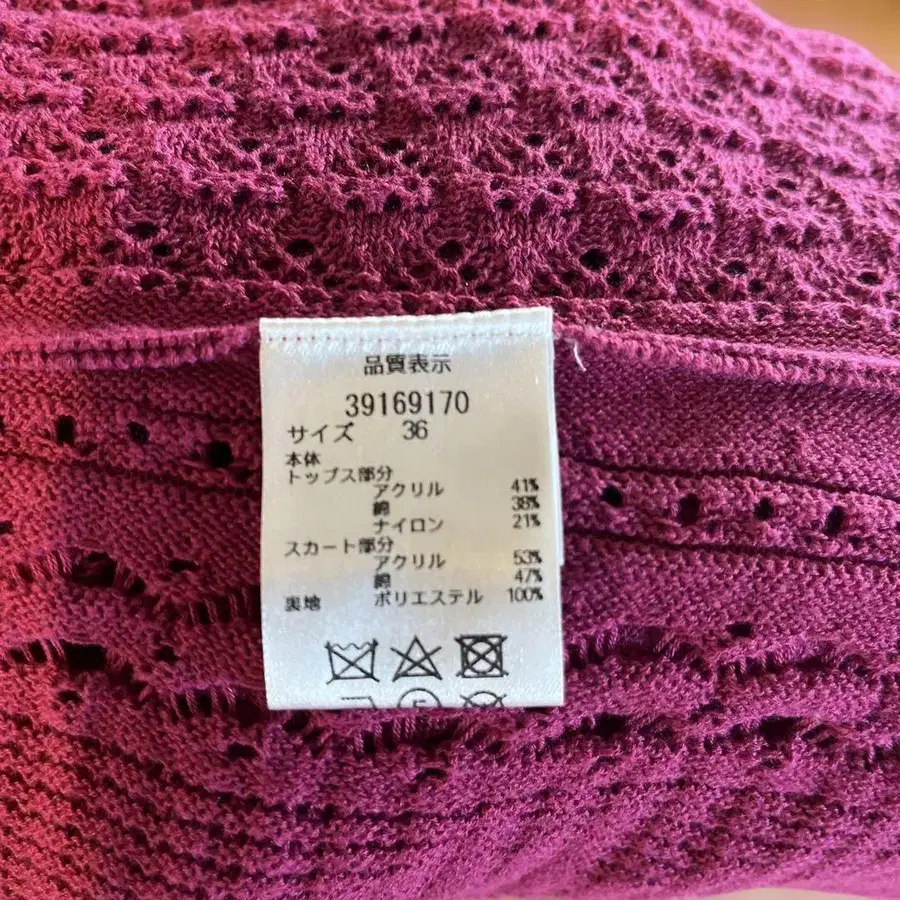 品質表示
39169170
サイズ 36
本体
トップス部分
アクリル 41%
綿 38%
ナイロン 21%
スカート部分
アクリル 53%
綿 47%
裏地 ポリエステル 100%